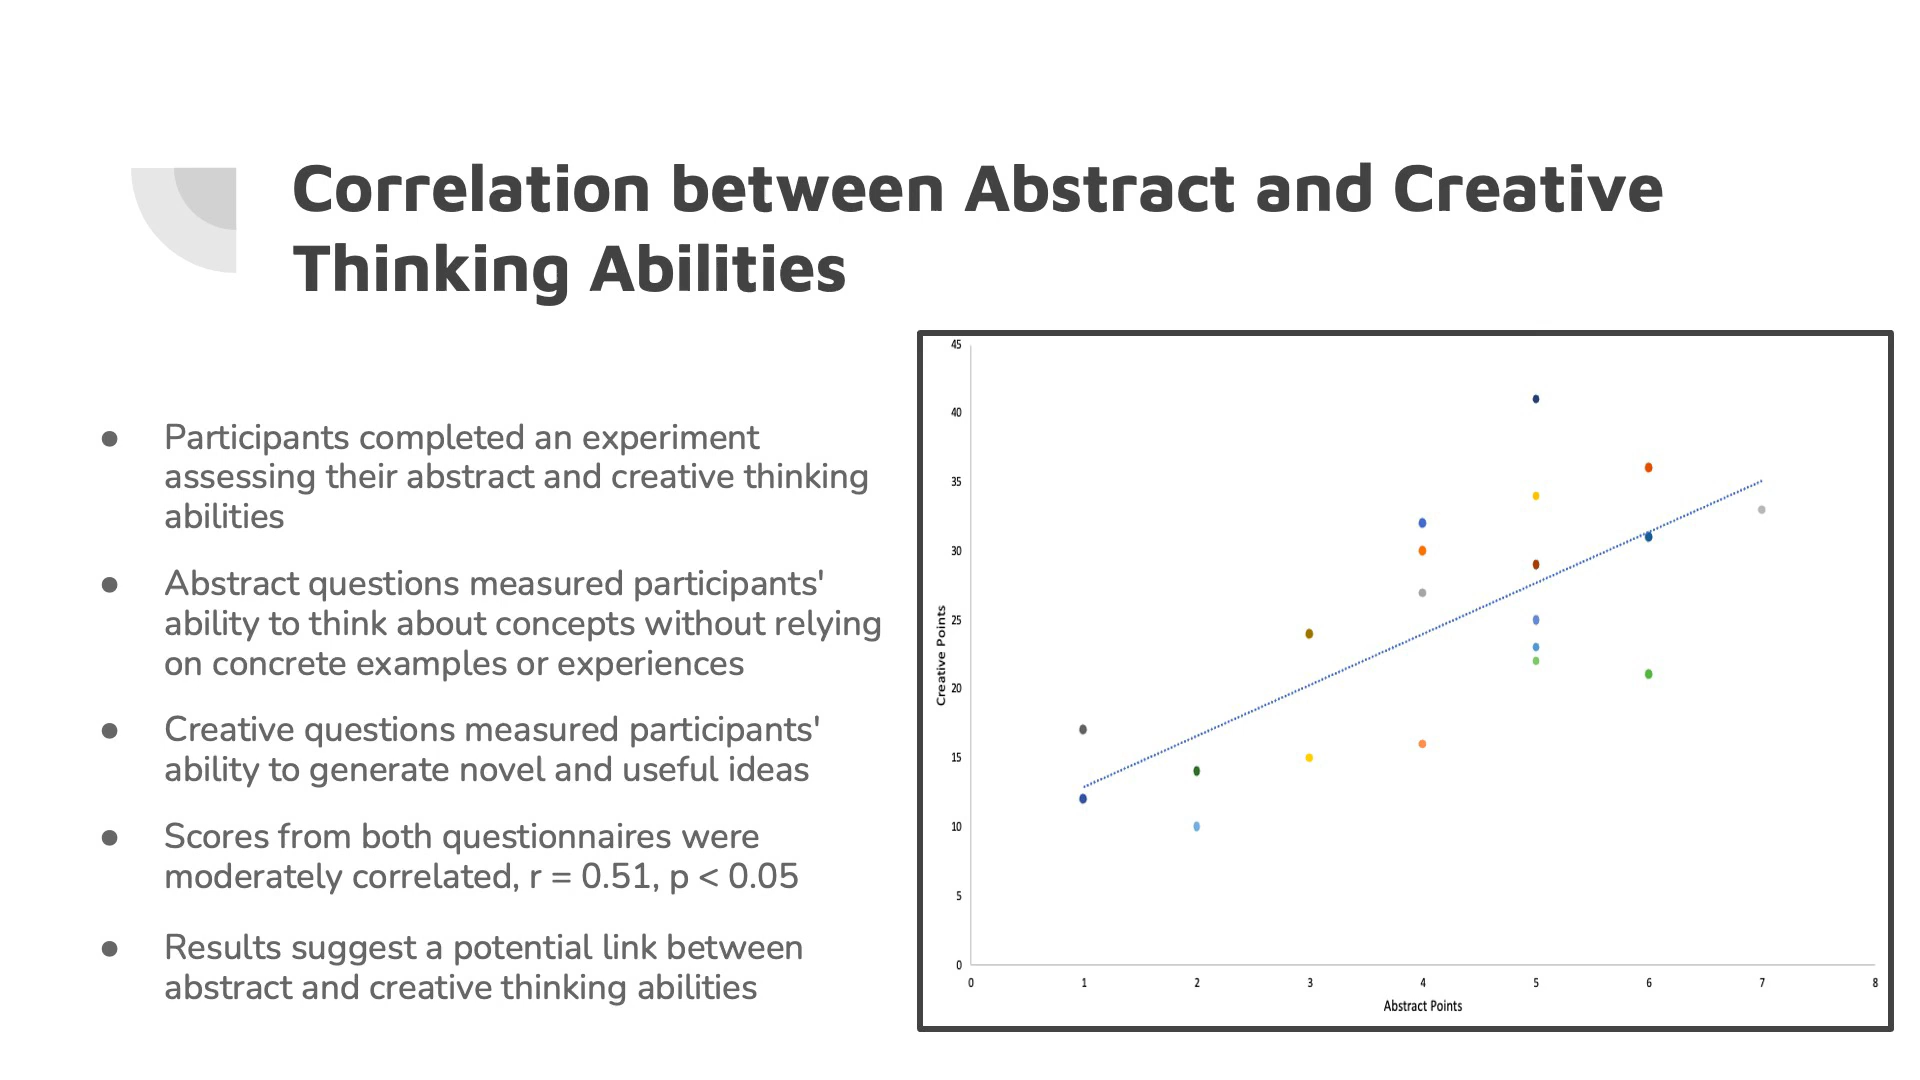 Correlation between Abstract and Creative
Thinking Abilities
● Participants completed an experiment
assessing their abstract and creative thinking
abilities
● Abstract questions measured participants'
ability to think about concepts without relying
on concrete examples or experiences
● Creative questions measured participants'
ability to generate novel and useful ideas
● Scores from both questionnaires were
moderately correlated, r = 0.51, p < 0.05
● Results suggest a potential link between
abstract and creative thinking abilities
45
40
35
30
25
20
15
10
5
0
Creative Points
0 1 2 3 4 5 6 7 8
Abstract Points